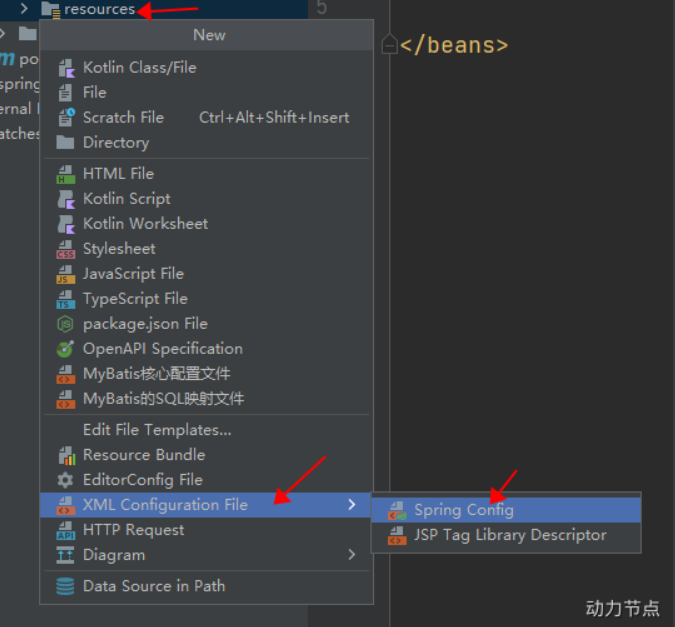 resources
5
New
</beans>
po
Kotlin Class/File
spring
File
ernal
Scratch File Ctrl+Alt+Shift+Insert
atches
Directory
HTML File
Kotlin Script
Kotlin Worksheet
Stylesheet
JavaScript File
TypeScript File
package.json File
OpenAPI Specification
MyBatis核心配置文件
MyBatis的SQL映射文件
Edit File Templates...
Resource Bundle
EditorConfig File
XML Configuration File
Spring Config
HTTP Request
JSP Tag Library Descriptor
Diagram
Data Source in Path
动力节点